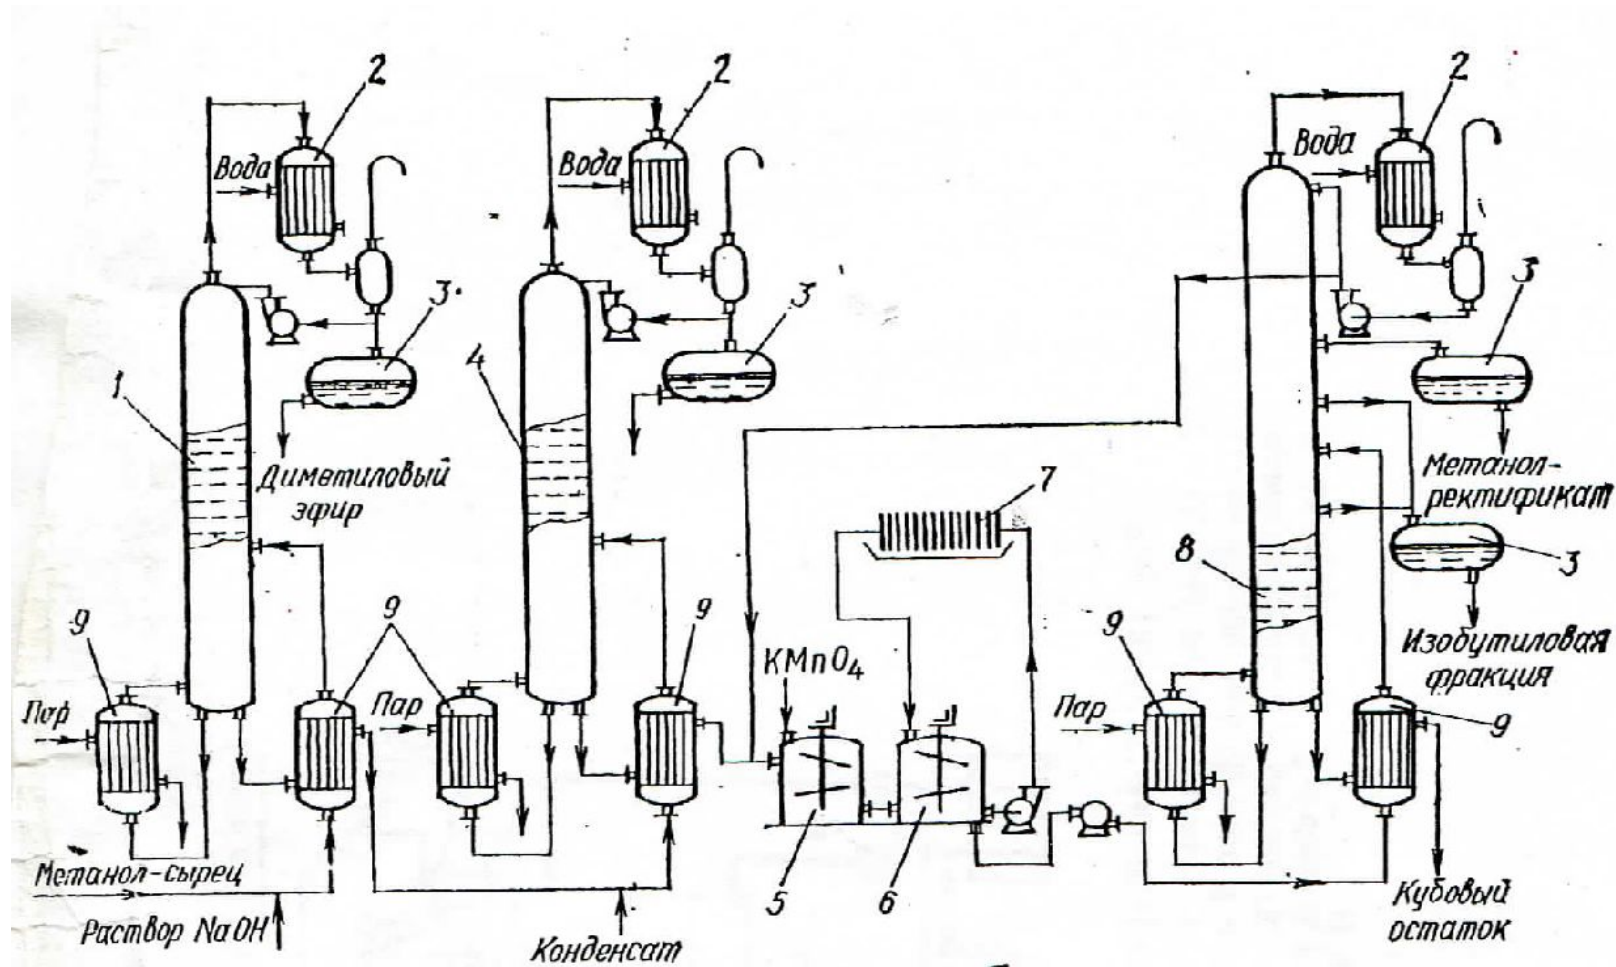 2
2
2
Вода
Вода
Вода
3
3
3
1
4
Диметиловый
эфир
7
Метанол-
ректификат
8
3
9
9
9
9
9
Изобутиловая
фракция
KMnO4
Пар
Пар
Пар
5
6
Метанол-сырец
Раствор NaOH
Конденсат
Кубовый
остаток